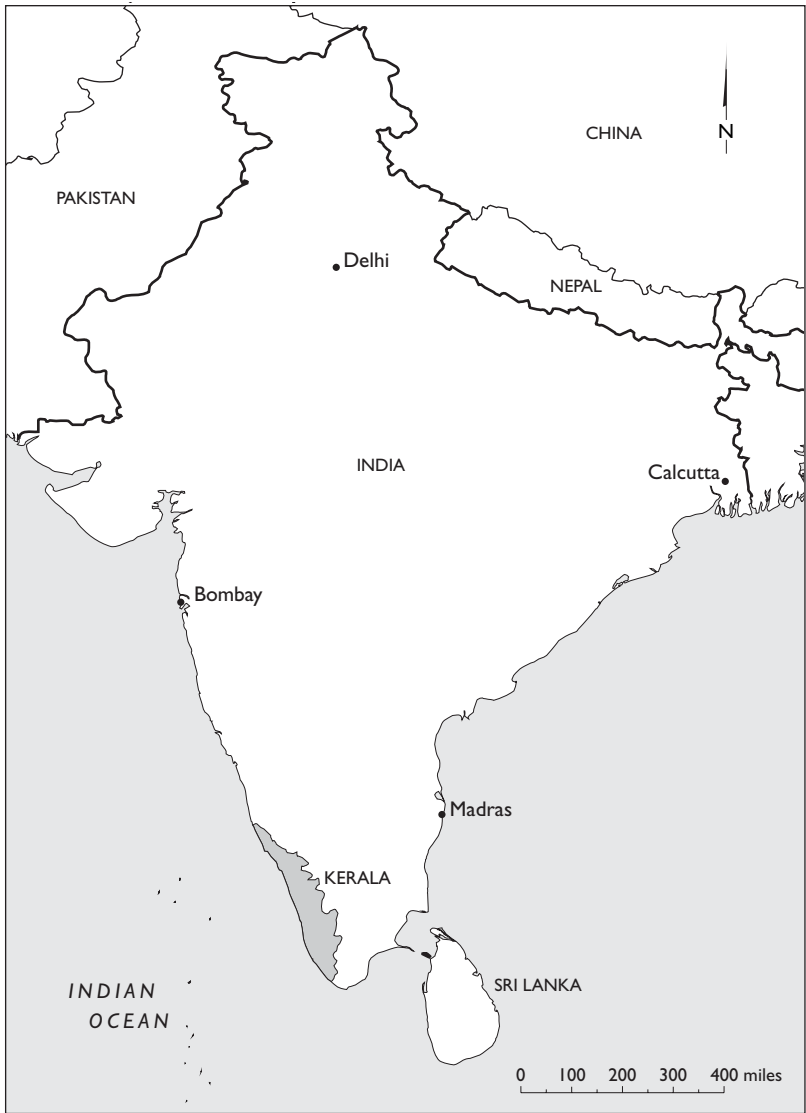 CHINA
N
PAKISTAN
Delhi
NEPAL
INDIA
Calcutta
Bombay
Madras
KERALA
SRI LANKA
INDIAN
OCEAN
0 100 200 300 400 miles